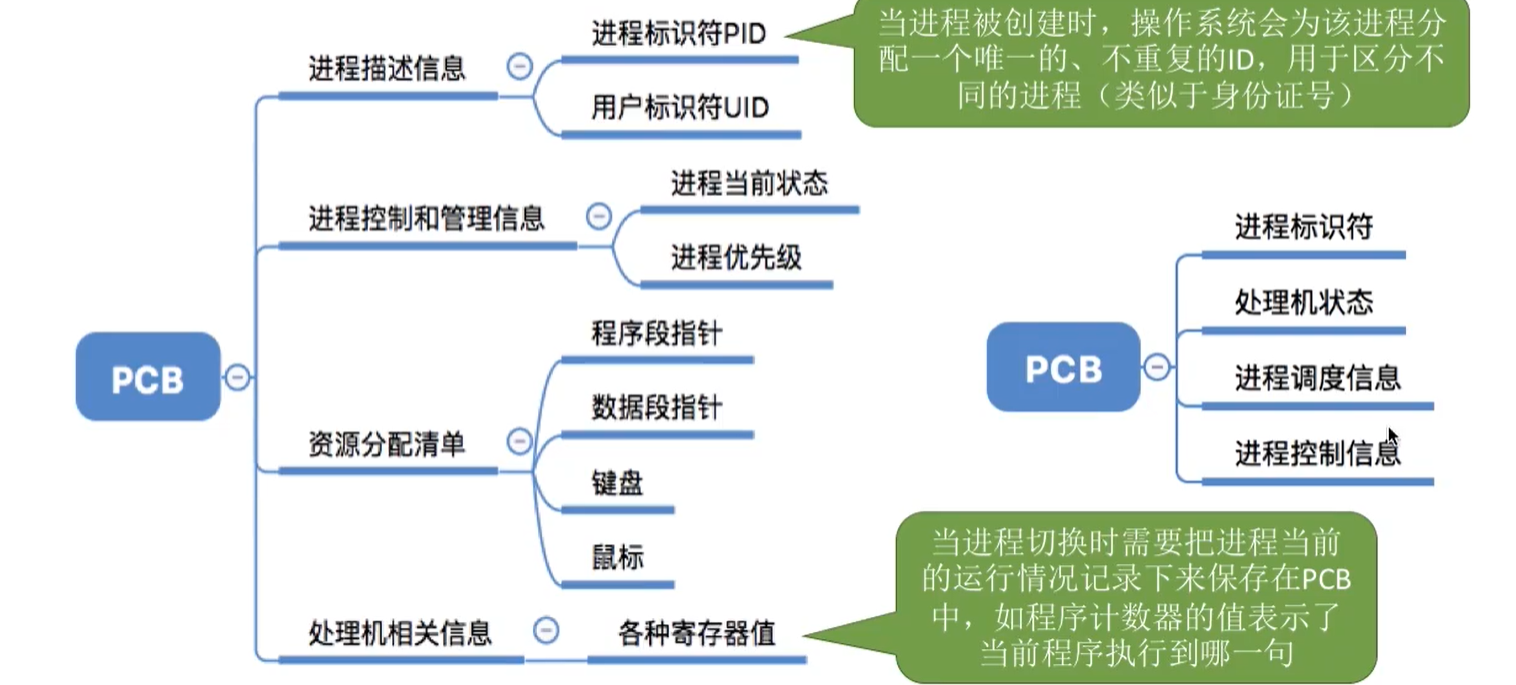 进程标识符PID
当进程被创建时，操作系统会为该进程分
配一个唯一的、不重复的ID，用于区分不
同的进程（类似于身份证号）
进程描述信息
用户标识符UID
进程当前状态
进程控制和管理信息
进程优先级
PCB
程序段指针
数据段指针
资源分配清单
键盘
鼠标
处理机相关信息
各种寄存器值
进程标识符
处理机状态
PCB
进程调度信息
进程控制信息
当进程切换时需要把进程当前
的运行情况记录下来保存在PCB
中，如程序计数器的值表示了
当前程序执行到哪一句